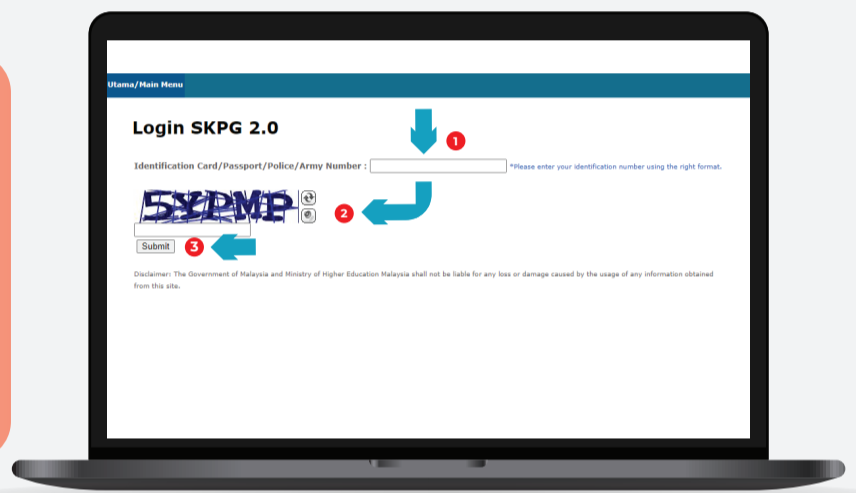 Utama/Main Menu
Login SKPG 2.0
1
Identification Card/Passport/Police/Army Number :
*Please enter your identification number using the right format.
5YPMP
2
Submit
3
Disclaimer: The Government of Malaysia and Ministry of Higher Education Malaysia shall not be liable for any loss or damage caused by the usage of any information obtained
from this site.